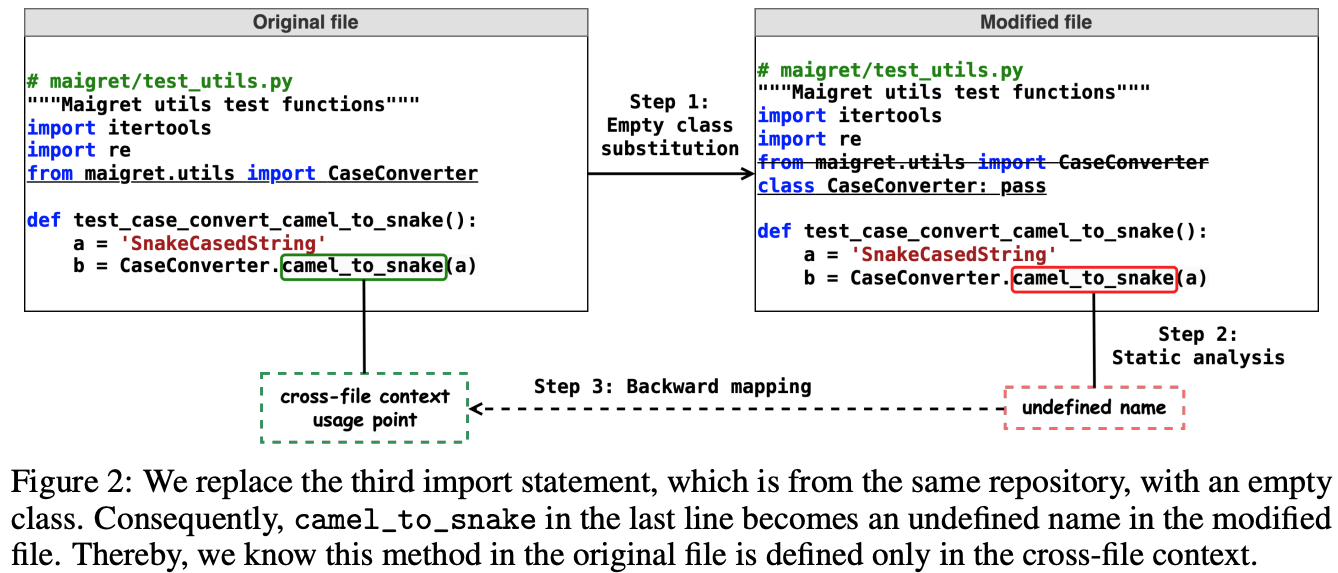 Original file
# maigret/test_utils.py
"""Maigret utils test functions"""
import itertools
import re
from maigret.utils import CaseConverter
def test_case_convert_camel_to_snake():
    a = 'SnakeCasedString'
    b = CaseConverter.camel_to_snake(a)
Step 1:
Empty class
substitution
Modified file
# maigret/test_utils.py
"""Maigret utils test functions"""
import itertools
import re
from maigret.utils import CaseConverter
class CaseConverter: pass
def test_case_convert_camel_to_snake():
    a = 'SnakeCasedString'
    b = CaseConverter.camel_to_snake(a)
Step 2:
Static analysis
undefined name
Step 3: Backward mapping
cross-file context
usage point
Figure 2: We replace the third import statement, which is from the same repository, with an empty
class. Consequently, camel_to_snake in the last line becomes an undefined name in the modified
file. Thereby, we know this method in the original file is defined only in the cross-file context.